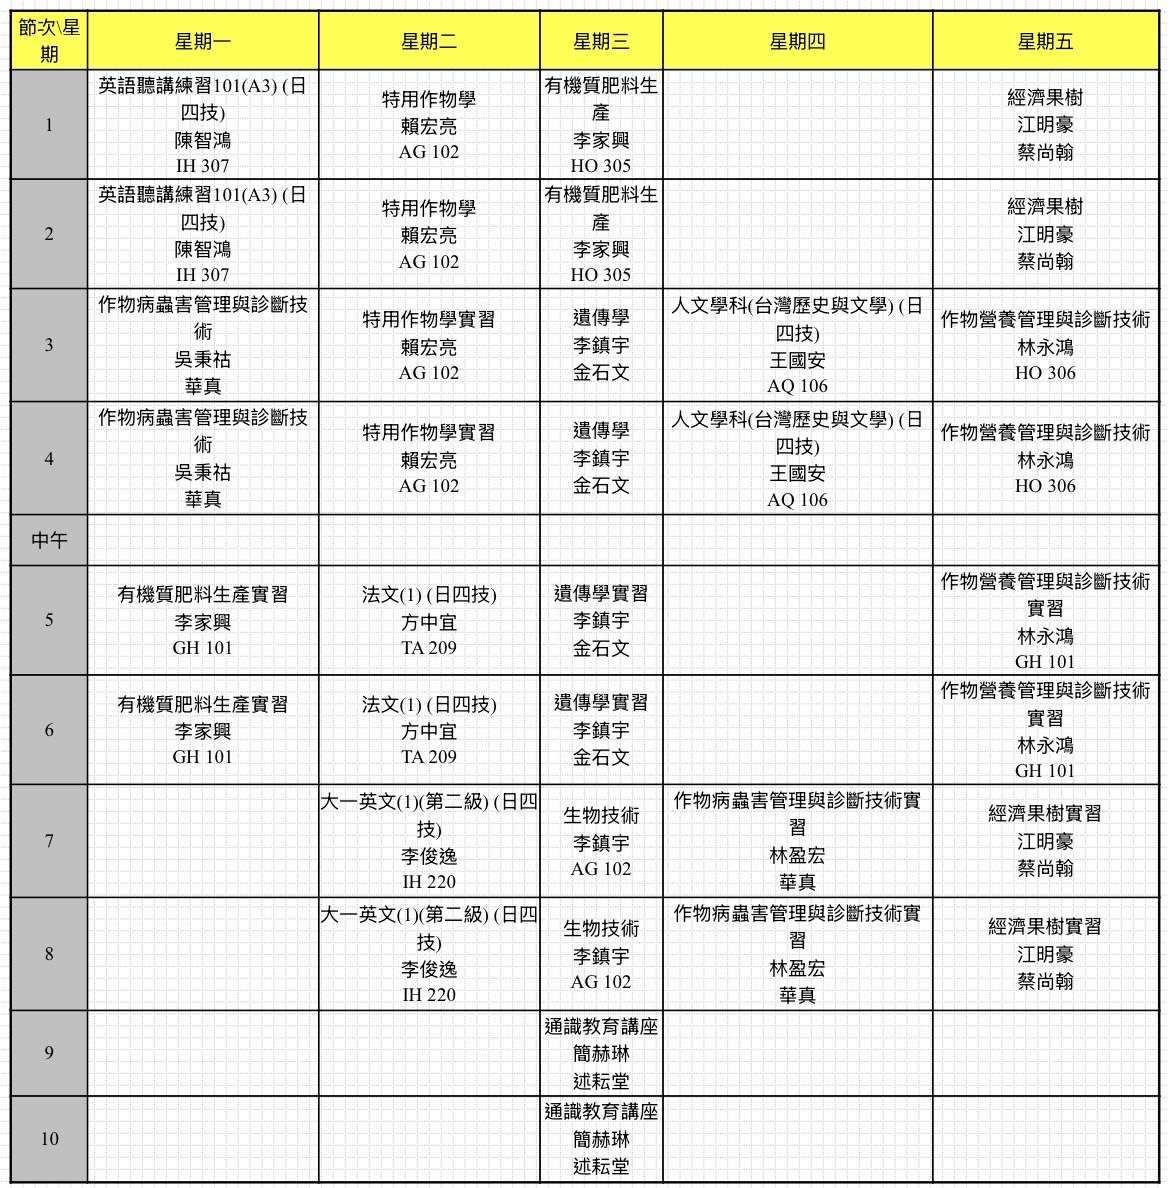 節次\星
期
星期一
星期二
星期三
星期四
星期五
1
英語聽講練習101(A3) (日
四技)
陳智鴻
IH 307
特用作物學
賴宏亮
AG 102
有機質肥料生
產
李家興
HO 305
經濟果樹
江明豪
蔡尚翰
2
英語聽講練習101(A3) (日
四技)
陳智鴻
IH 307
特用作物學
賴宏亮
AG 102
有機質肥料生
產
李家興
HO 305
經濟果樹
江明豪
蔡尚翰
3
作物病蟲害管理與診斷技
術
吳秉祜
華真
特用作物學實習
賴宏亮
AG 102
遺傳學
李鎮宇
金石文
人文學科(台灣歷史與文學) (日
四技)
王國安
AQ 106
作物營養管理與診斷技術
林永鴻
HO 306
4
作物病蟲害管理與診斷技
術
吳秉祜
華真
特用作物學實習
賴宏亮
AG 102
遺傳學
李鎮宇
金石文
人文學科(台灣歷史與文學) (日
四技)
王國安
AQ 106
作物營養管理與診斷技術
林永鴻
HO 306
中午
5
有機質肥料生產實習
李家興
GH 101
法文(1) (日四技)
方中宜
TA 209
遺傳學實習
李鎮宇
金石文
作物營養管理與診斷技術
實習
林永鴻
GH 101
6
有機質肥料生產實習
李家興
GH 101
法文(1) (日四技)
方中宜
TA 209
遺傳學實習
李鎮宇
金石文
作物營養管理與診斷技術
實習
林永鴻
GH 101
7
大一英文(1)(第二級) (日四
技)
李俊逸
IH 220
生物技術
李鎮宇
AG 102
作物病蟲害管理與診斷技術實
習
林盈宏
華真
經濟果樹實習
江明豪
蔡尚翰
8
大一英文(1)(第二級) (日四
技)
李俊逸
IH 220
生物技術
李鎮宇
AG 102
作物病蟲害管理與診斷技術實
習
林盈宏
華真
經濟果樹實習
江明豪
蔡尚翰
9
通識教育講座
簡赫琳
述耘堂
10
通識教育講座
簡赫琳
述耘堂